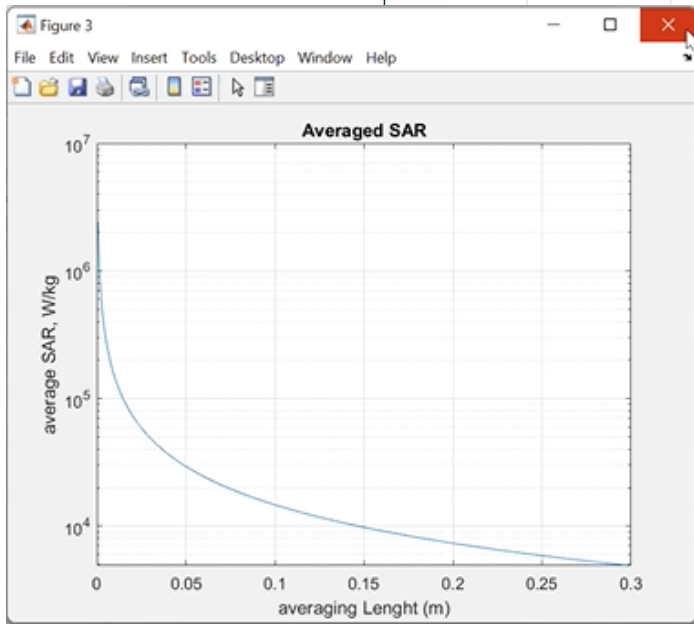 Figure 3
File Edit View Insert Tools Desktop Window Help
Averaged SAR
10^7
10^6
10^5
10^4
average SAR, W/kg
0 0.05 0.1 0.15 0.2 0.25 0.3
averaging Lenght (m)